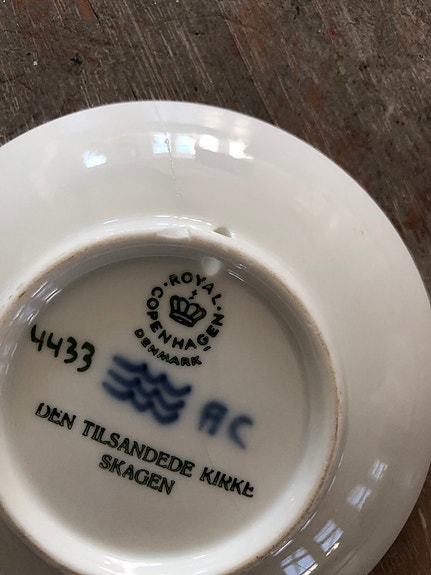 ROYAL COPENHAGEN
DENMARK
4433
AC
DEN TILSANDEDE KIRKE
SKAGEN